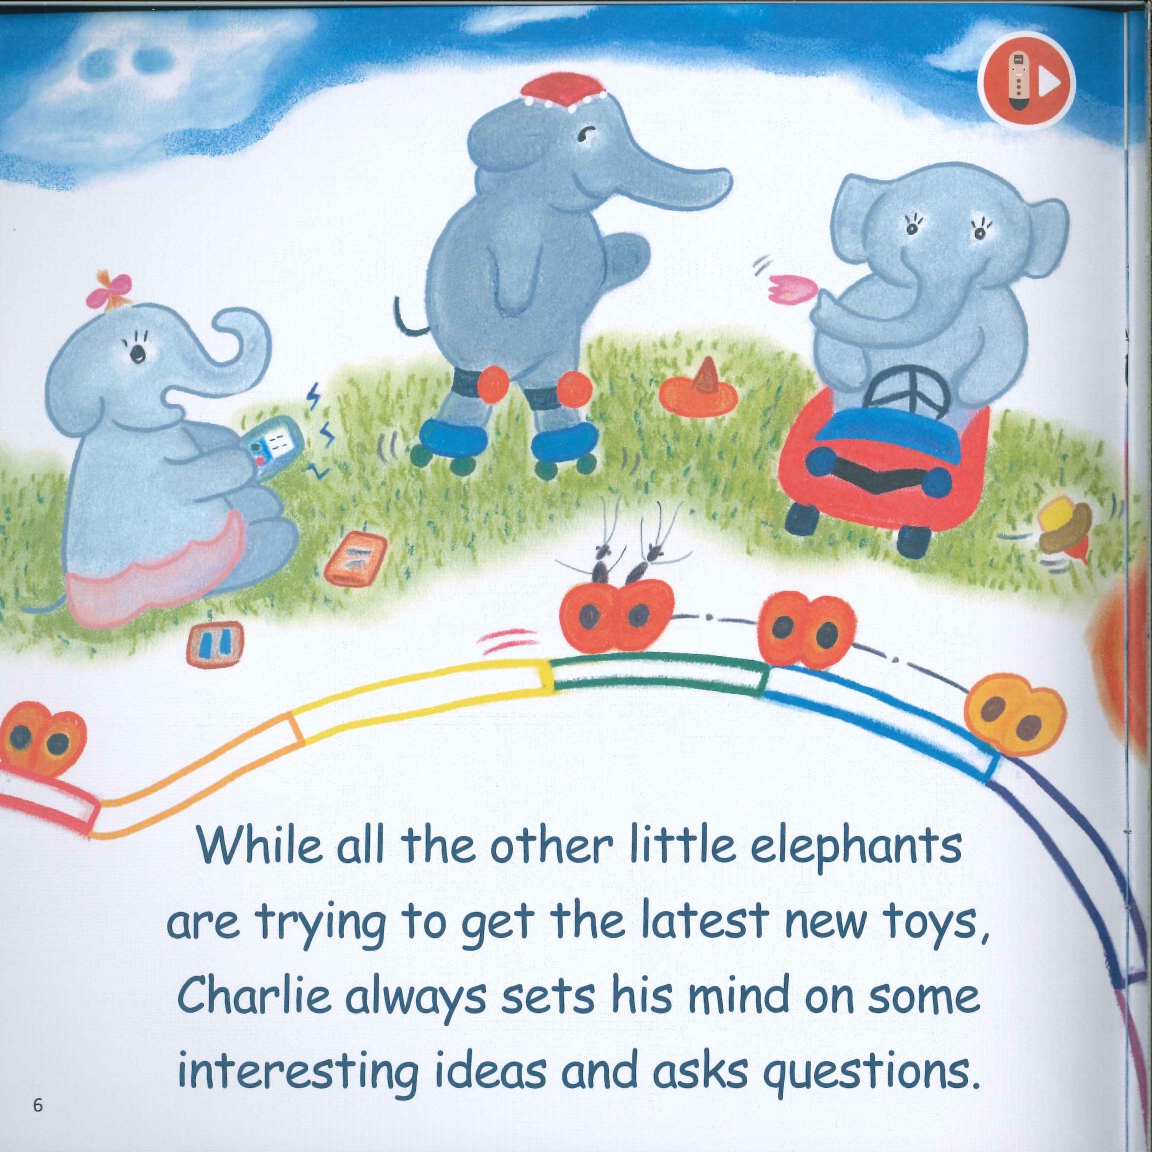 While all the other little elephants
are trying to get the latest new toys,
Charlie always sets his mind on some
interesting ideas and asks questions.
6